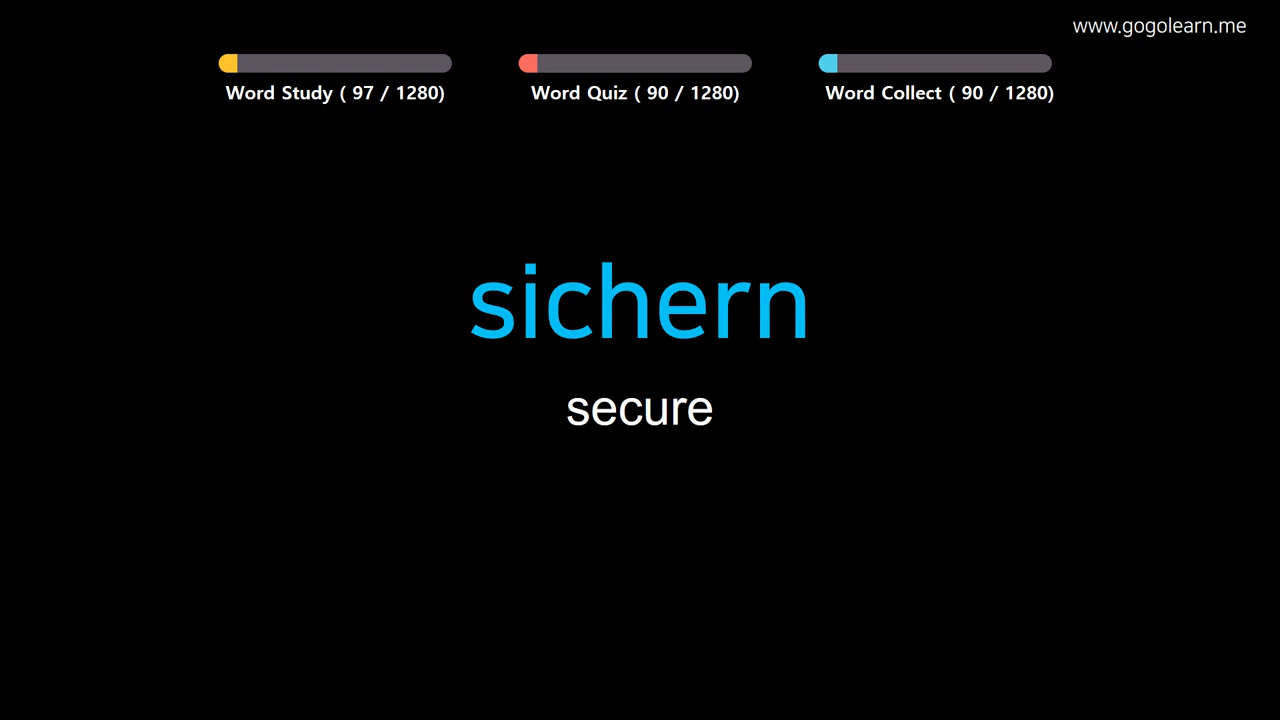 www.gogolearn.me
Word Study ( 97 / 1280)
Word Quiz ( 90 / 1280)
Word Collect ( 90 / 1280)
sichern
secure